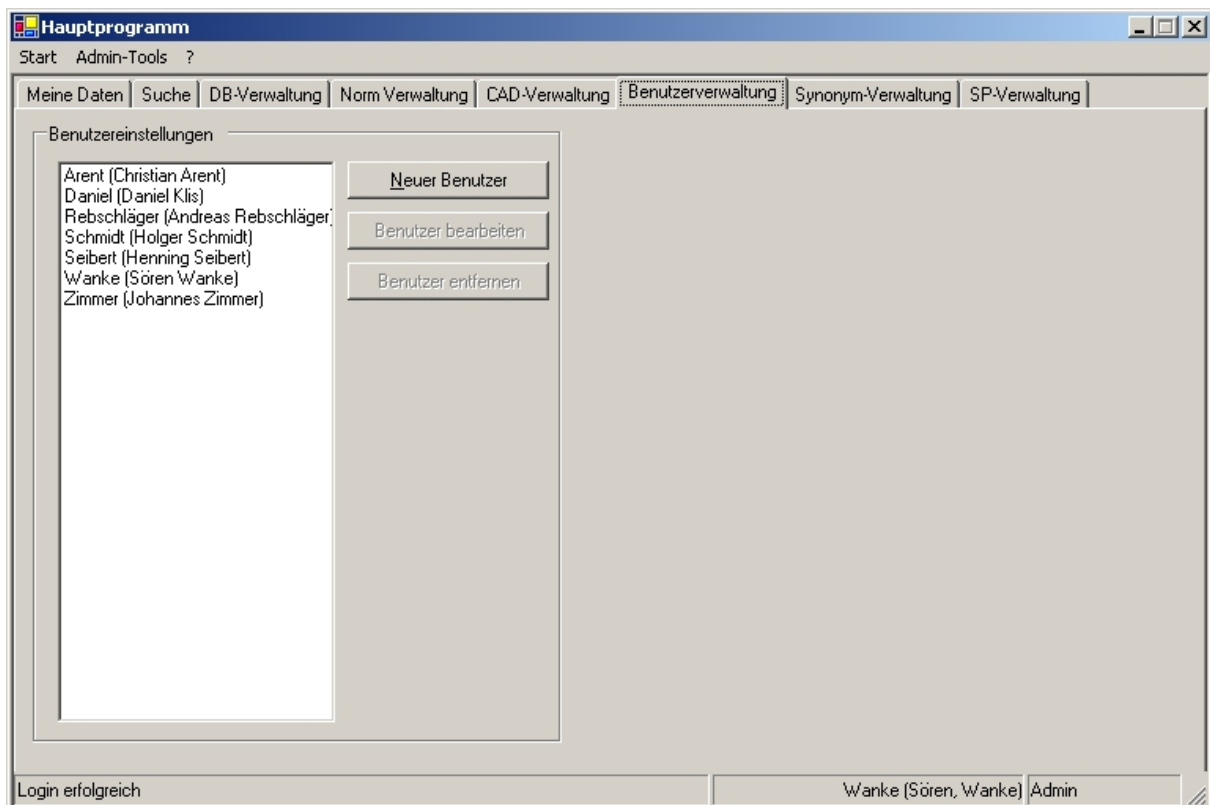 Hauptprogramm
Start Admin-Tools ?
Meine Daten Suche DB-Verwaltung Norm Verwaltung CAD-Verwaltung Benutzerverwaltung Synonym-Verwaltung SP-Verwaltung
Benutzereinstellungen
Arent (Christian Arent)
Daniel (Daniel Klis)
Rebschläger (Andreas Rebschläger)
Schmidt (Holger Schmidt)
Seibert (Henning Seibert)
Wanke (Sören Wanke)
Zimmer (Johannes Zimmer)
Neuer Benutzer
Benutzer bearbeiten
Benutzer entfernen
Login erfolgreich
Wanke (Sören, Wanke) Admin